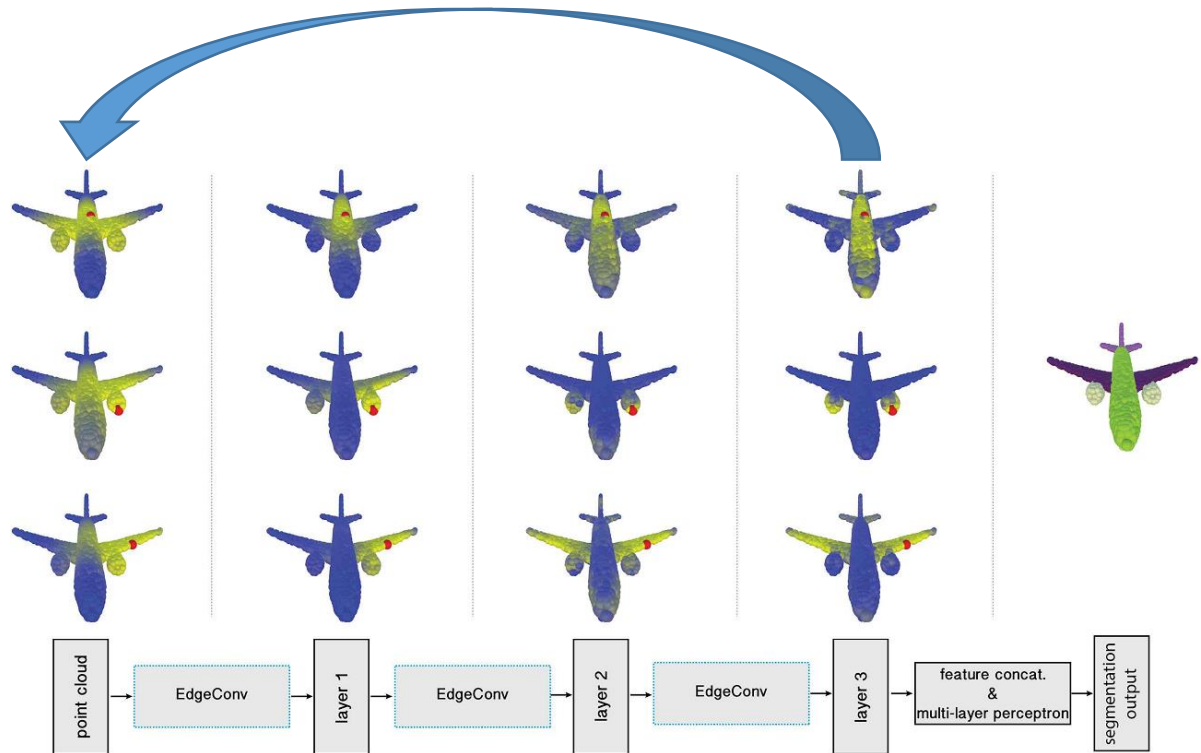 point cloud
EdgeConv
layer 1
EdgeConv
layer 2
EdgeConv
layer 3
feature concat.
&
multi-layer perceptron
segmentation
output